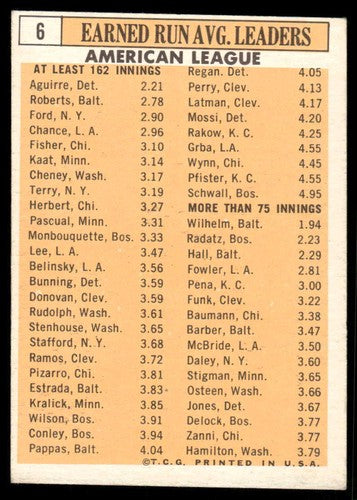 6
EARNED RUN AVG. LEADERS
AMERICAN LEAGUE
AT LEAST 162 INNINGS
Aguirre, Det. 2.21
Roberts, Balt. 2.78
Ford, N. Y. 2.90
Chance, L. A. 2.96
Fisher, Chi. 3.10
Kaat, Minn. 3.14
Cheney, Wash. 3.17
Terry, N. Y. 3.19
Herbert, Chi. 3.27
Pascual, Minn. 3.31
Monbouquette, Bos. 3.33
Lee, L. A. 3.47
Belinsky, L. A. 3.56
Bunning, Det. 3.59
Donovan, Clev. 3.59
Rudolph, Wash. 3.61
Stenhouse, Wash. 3.65
Stafford, N. Y. 3.68
Ramos, Clev. 3.72
Pizarro, Chi. 3.81
Estrada, Balt. 3.83
Kralick, Minn. 3.85
Wilson, Bos. 3.91
Conley, Bos. 3.94
Pappas, Balt. 4.04
Regan. Det. 4.05
Perry, Clev. 4.13
Latman, Clev. 4.17
Mossi, Det. 4.20
Rakow, K. C. 4.25
Grba, L.A. 4.55
Wynn, Chi. 4.45
Pfister, K. C. 4.55
Schwall, Bos. 4.95
MORE THAN 75 INNINGS
Wilhelm, Balt. 1.94
Radatz, Bos. 2.23
Hall, Balt. 2.29
Fowler, L.A. 2.81
Pena, K. C. 3.00
Funk, Clev. 3.22
Baumann, Chi. 3.38
Barber, Balt. 3.47
McBride, L. A. 3.50
Daley, N. Y. 3.60
Stigman, Minn. 3.65
Osteen, Wash. 3.66
Jones, Det. 3.67
Delock, Bos. 3.77
Zanni, Chi. 3.77
Hamilton, Wash. 3.79
© T. C. G. PRINTED IN U.S.A.